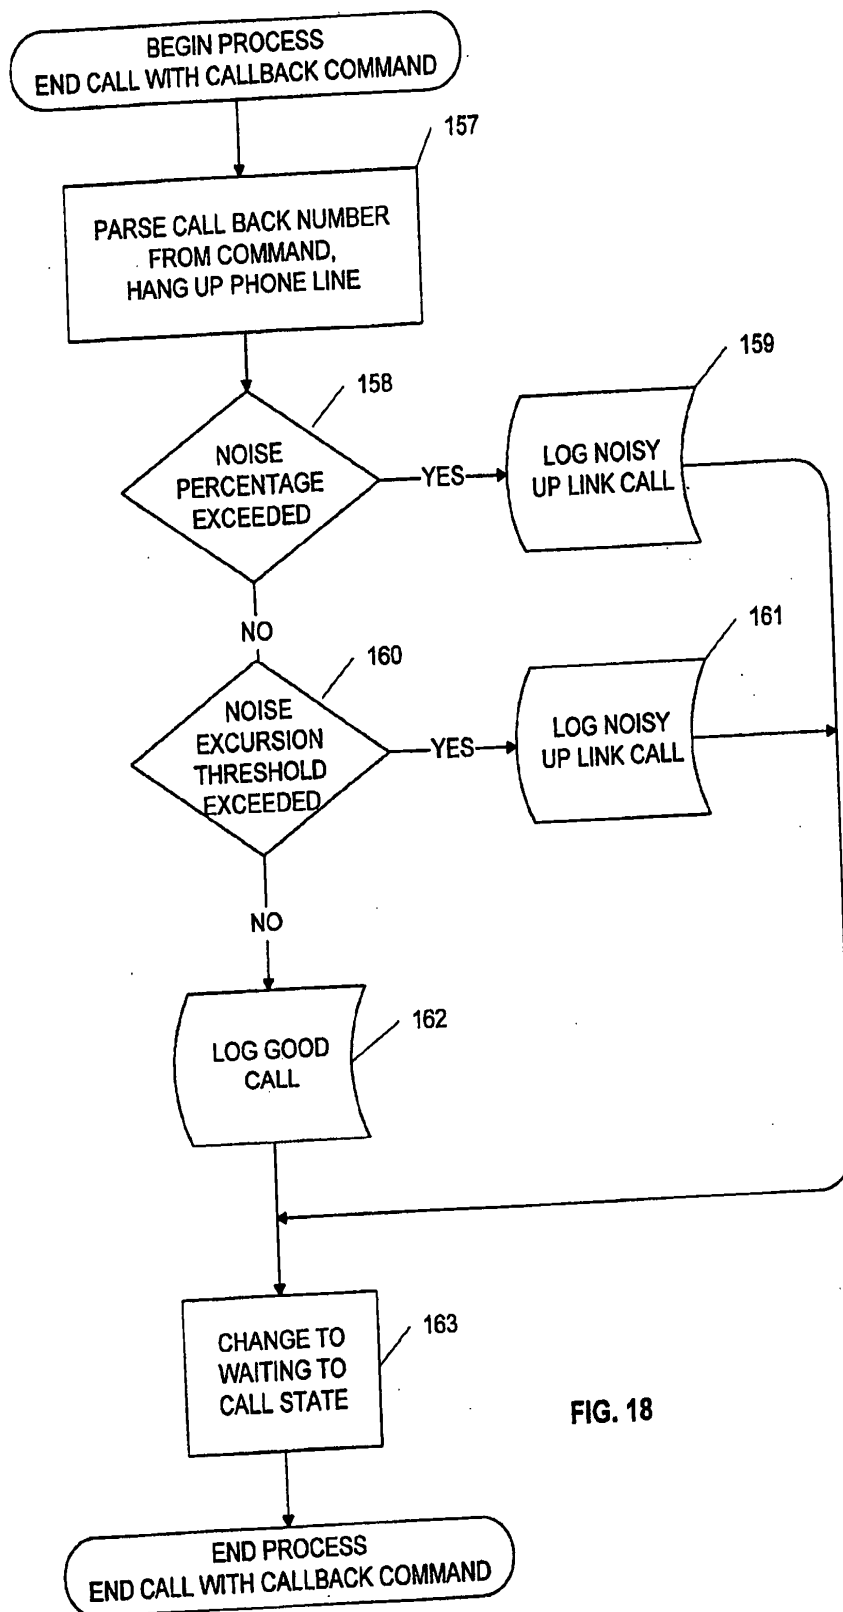 BEGIN PROCESS
END CALL WITH CALLBACK COMMAND
157
PARSE CALL BACK NUMBER
FROM COMMAND,
HANG UP PHONE LINE
158
NOISE
PERCENTAGE
EXCEEDED
YES
159
LOG NOISY
UP LINK CALL
NO
160
NOISE
EXCURSION
THRESHOLD
EXCEEDED
YES
161
LOG NOISY
UP LINK CALL
NO
162
LOG GOOD
CALL
163
CHANGE TO
WAITING TO
CALL STATE
FIG. 18
END PROCESS
END CALL WITH CALLBACK COMMAND